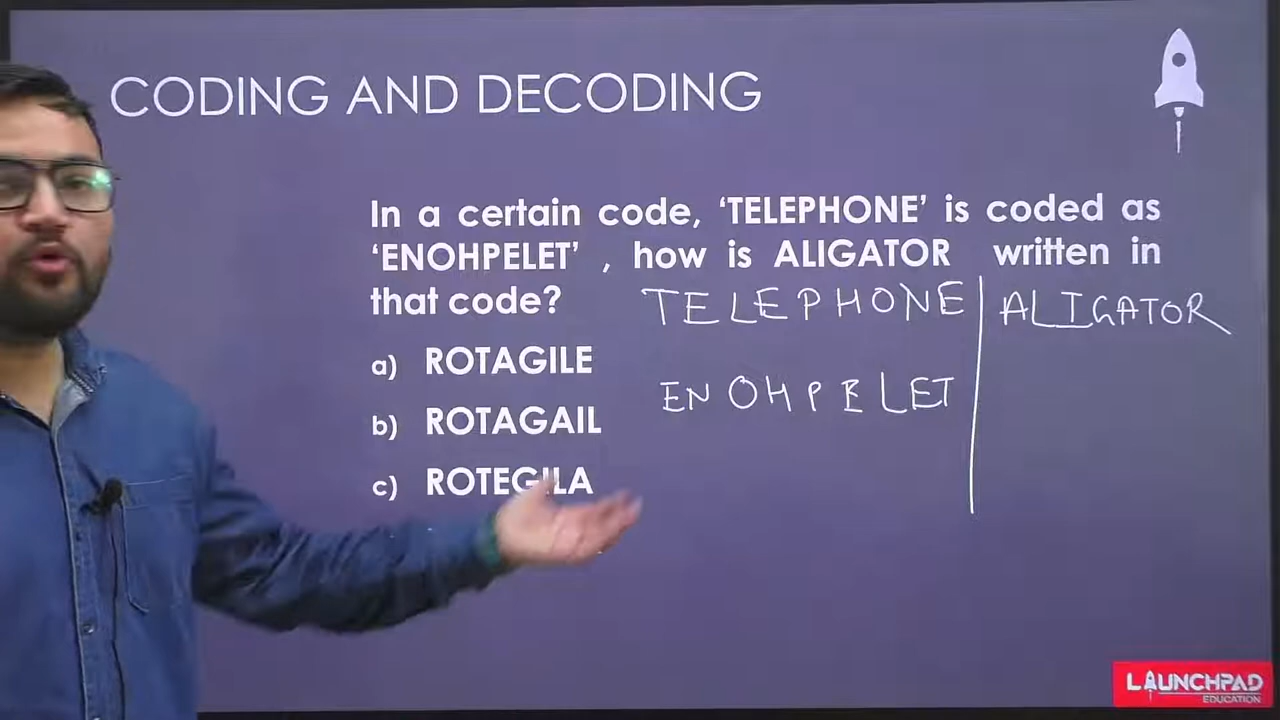 CODING AND DECODING
In a certain code, ‘TELEPHONE’ is coded as
‘ENOHPELET’ , how is ALIGATOR written in
that code?
TELEPHONE ALIGATOR
a) ROTAGILE
ENOHPELET
b) ROTAGAIL
c) ROTEGILA
LAUNCHPAD
EDUCATION